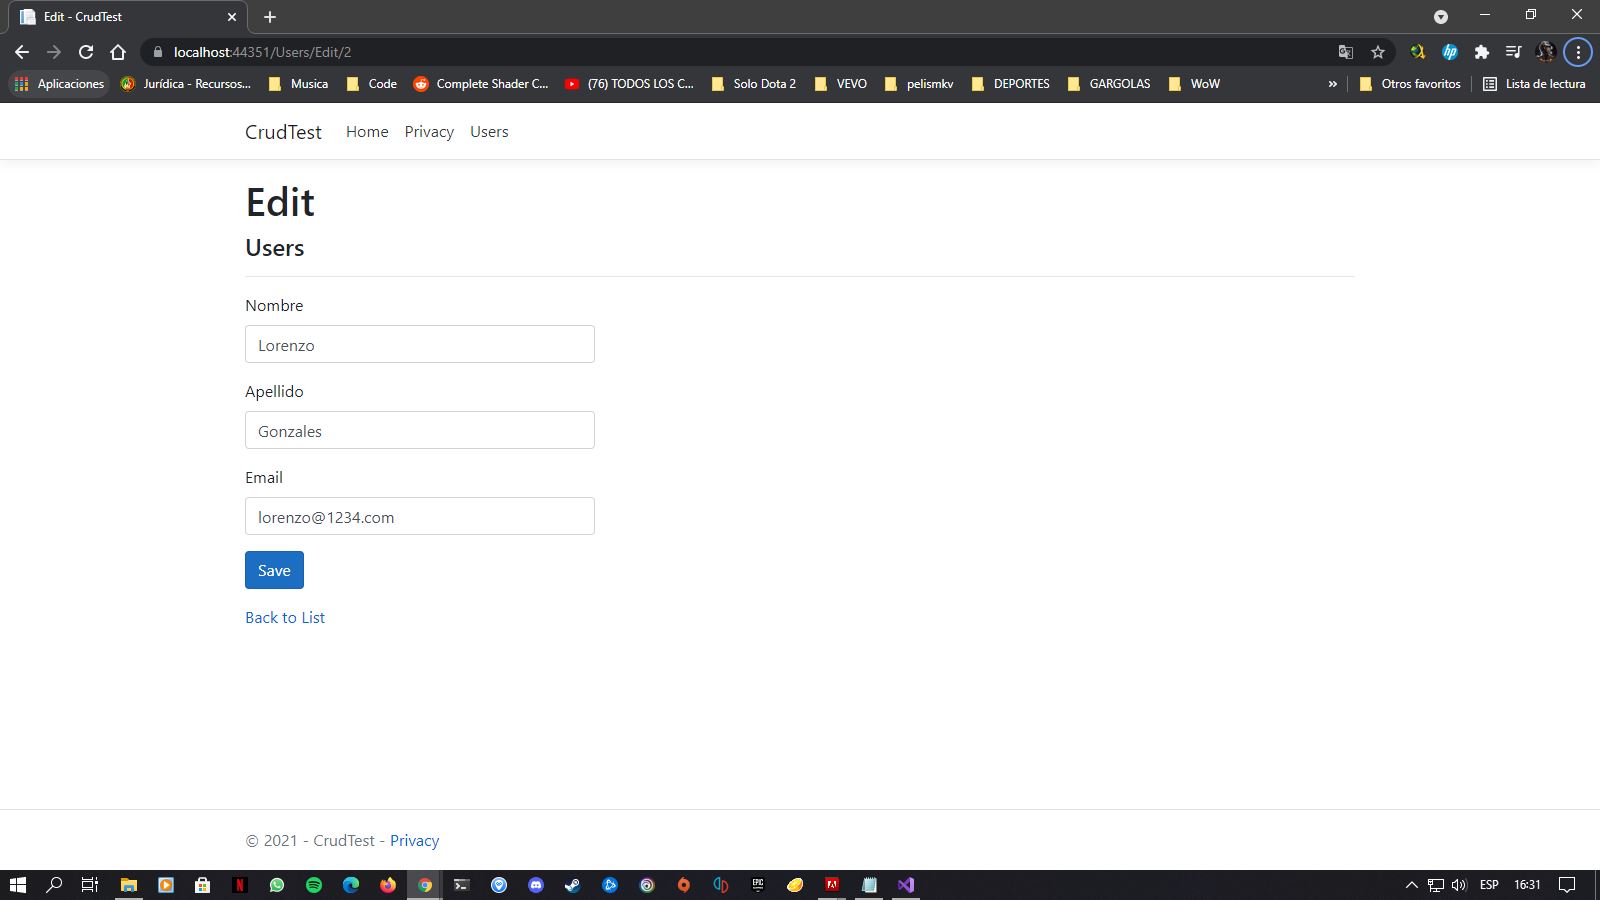 Edit - CrudTest
localhost:44351/Users/Edit/2
Aplicaciones Jurídica - Recursos... Musica Code Complete Shader C... (76) TODOS LOS C... Solo Dota 2 VEVO pelismkv DEPORTES GARGOLAS WoW » Otros favoritos Lista de lectura
CrudTest Home Privacy Users
Edit
Users
Nombre
Lorenzo
Apellido
Gonzales
Email
lorenzo@1234.com
Save
Back to List
© 2021 - CrudTest - Privacy
ESP 16:31